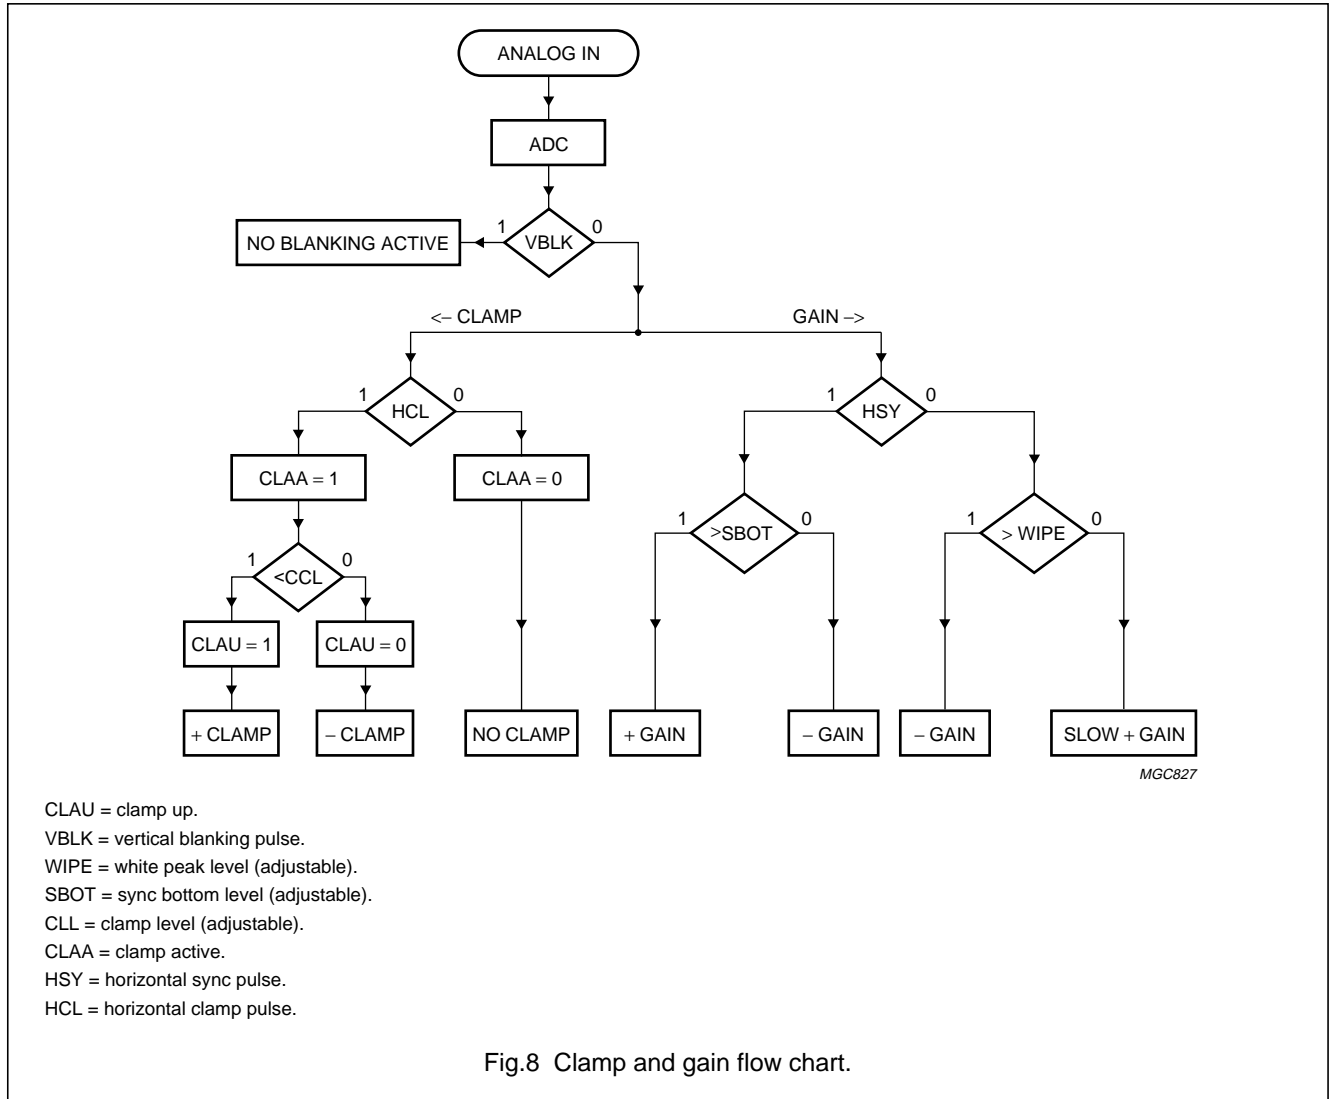 ANALOG IN
ADC
1 0
NO BLANKING ACTIVE
VBLK
<– CLAMP GAIN –>
1 0 1 0
HCL HSY
CLAA = 1 CLAA = 0
1 0 1 0
>SBOT > WIPE
1 0
<CCL
CLAU = 1 CLAU = 0
+ CLAMP – CLAMP NO CLAMP + GAIN – GAIN – GAIN SLOW + GAIN
MGC827
CLAU = clamp up.
VBLK = vertical blanking pulse.
WIPE = white peak level (adjustable).
SBOT = sync bottom level (adjustable).
CLL = clamp level (adjustable).
CLAA = clamp active.
HSY = horizontal sync pulse.
HCL = horizontal clamp pulse.
Fig.8 Clamp and gain flow chart.